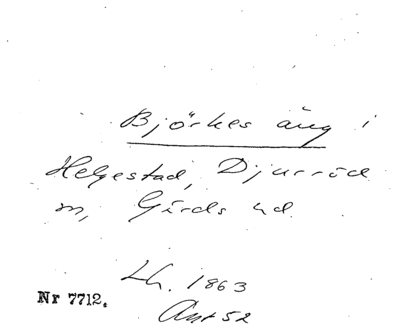 Björkes äng i
Helgestad, Djurröd
m, Gärds hd.
Lh. 1863
Nr 7712.
Ant 52